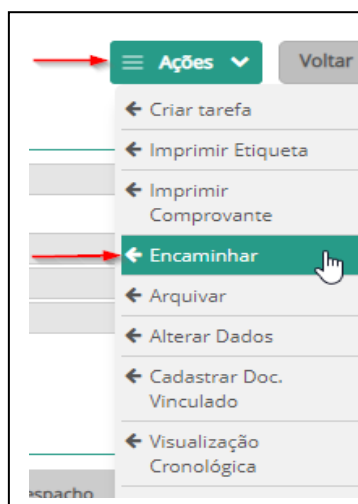 Ações
Voltar
Criar tarefa
Imprimir Etiqueta
Imprimir
Comprovante
Encaminhar
Arquivar
Alterar Dados
Cadastrar Doc.
Vinculado
Visualização
Cronológica
espacho